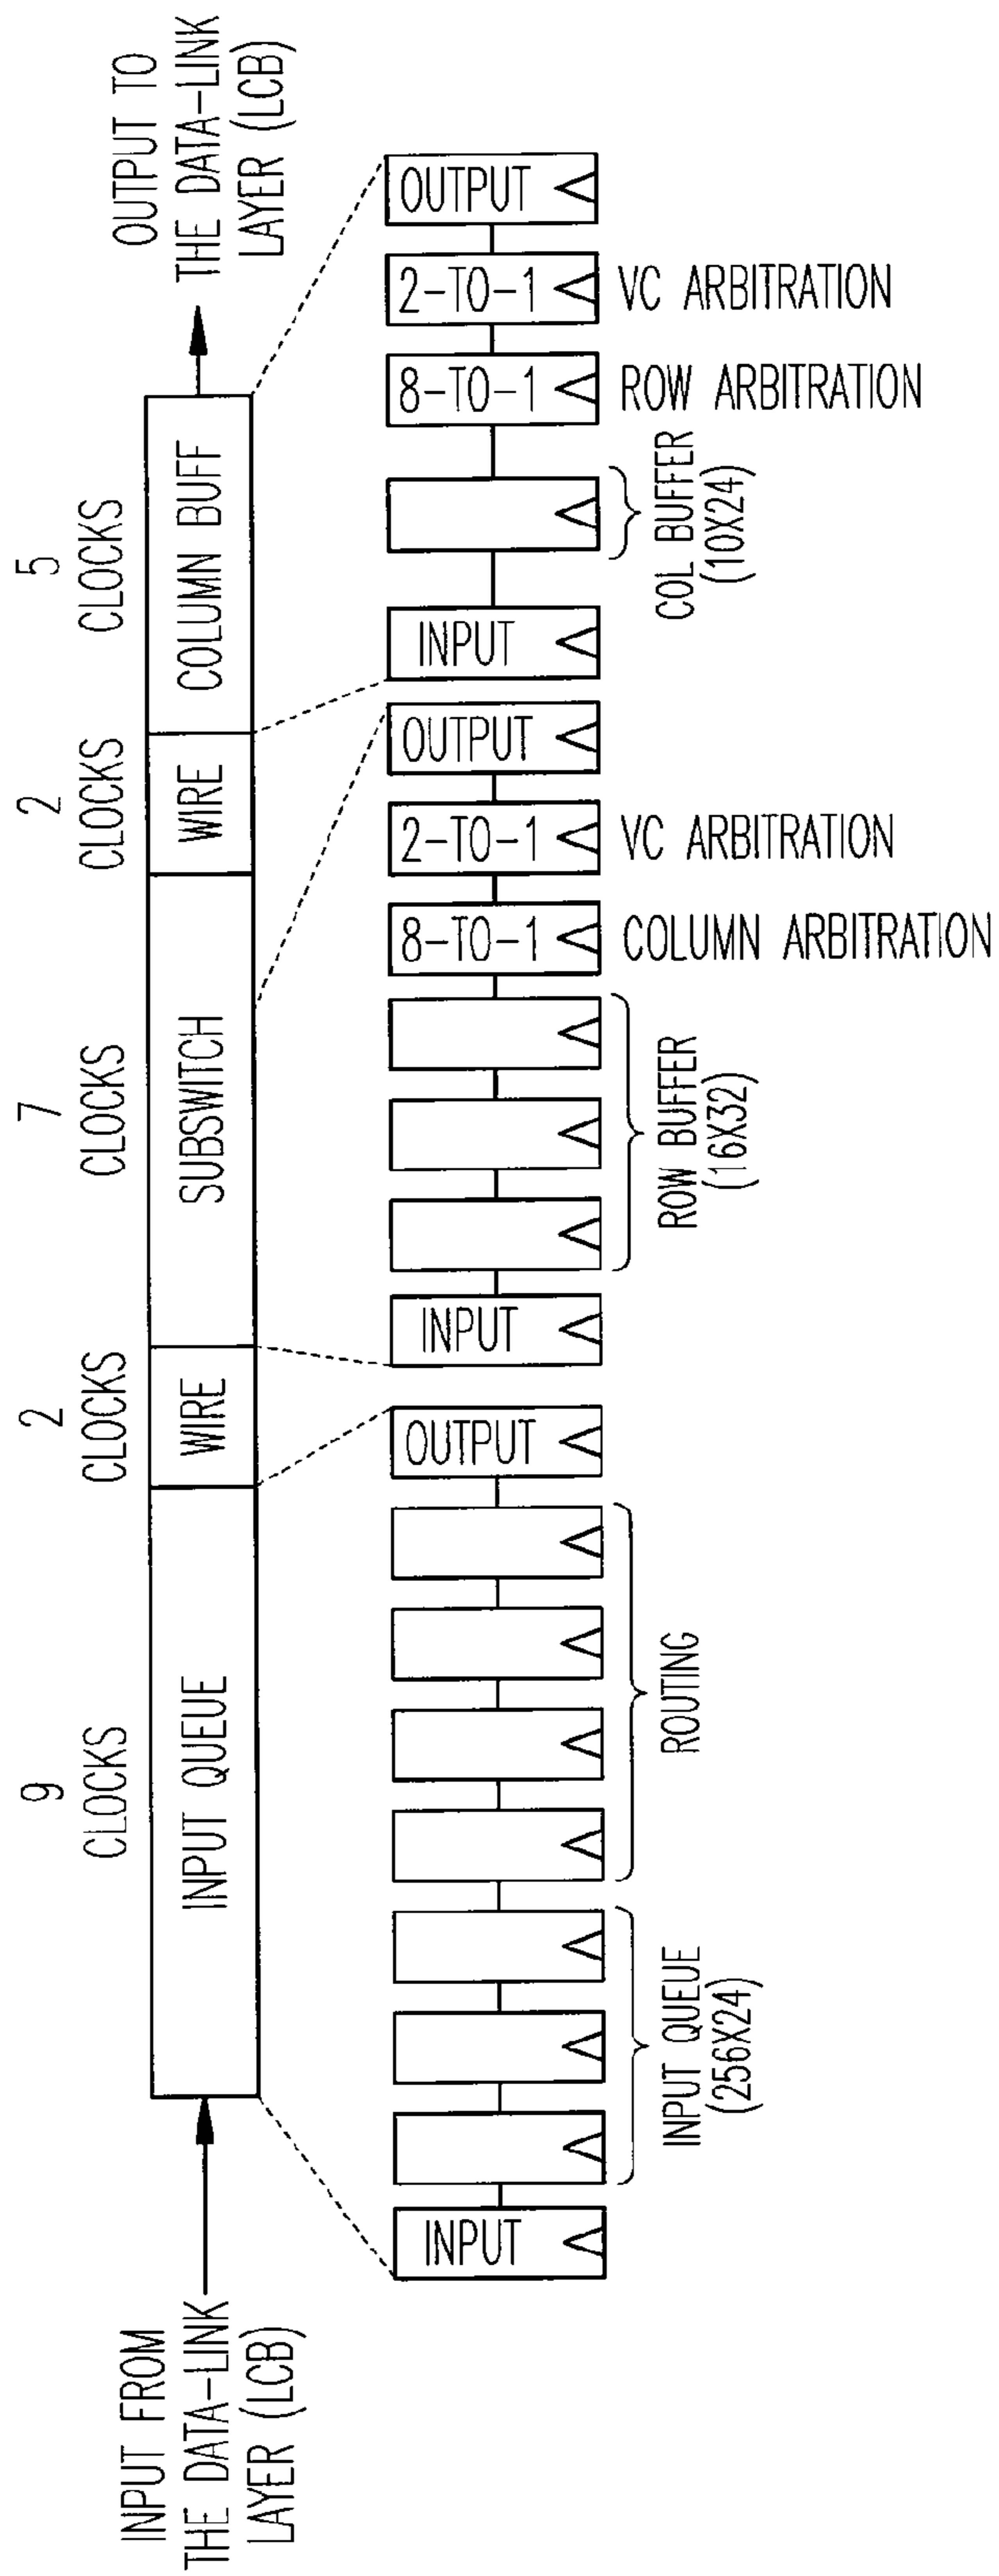 9
CLOCKS
2
CLOCKS
7
CLOCKS
2
CLOCKS
5
CLOCKS
INPUT FROM
THE DATA-LINK
LAYER (LCB)
INPUT QUEUE
WIRE
SUBSWITCH
WIRE
COLUMN BUFF
OUTPUT TO
THE DATA-LINK
LAYER (LCB)
INPUT
OUTPUT
INPUT
8-TO-1
2-TO-1
OUTPUT
INPUT
8-TO-1
2-TO-1
OUTPUT
INPUT QUEUE
(256X24)
ROUTING
ROW BUFFER
(16X32)
COLUMN ARBITRATION
VC ARBITRATION
COL BUFFER
(10X24)
ROW ARBITRATION
VC ARBITRATION